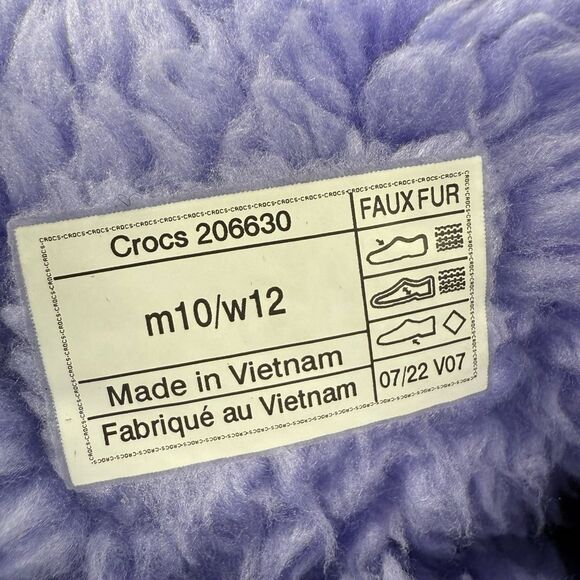 Crocs 206630
m10/w12
Made in Vietnam
Fabriqué au Vietnam
FAUX FUR
07/22 V07